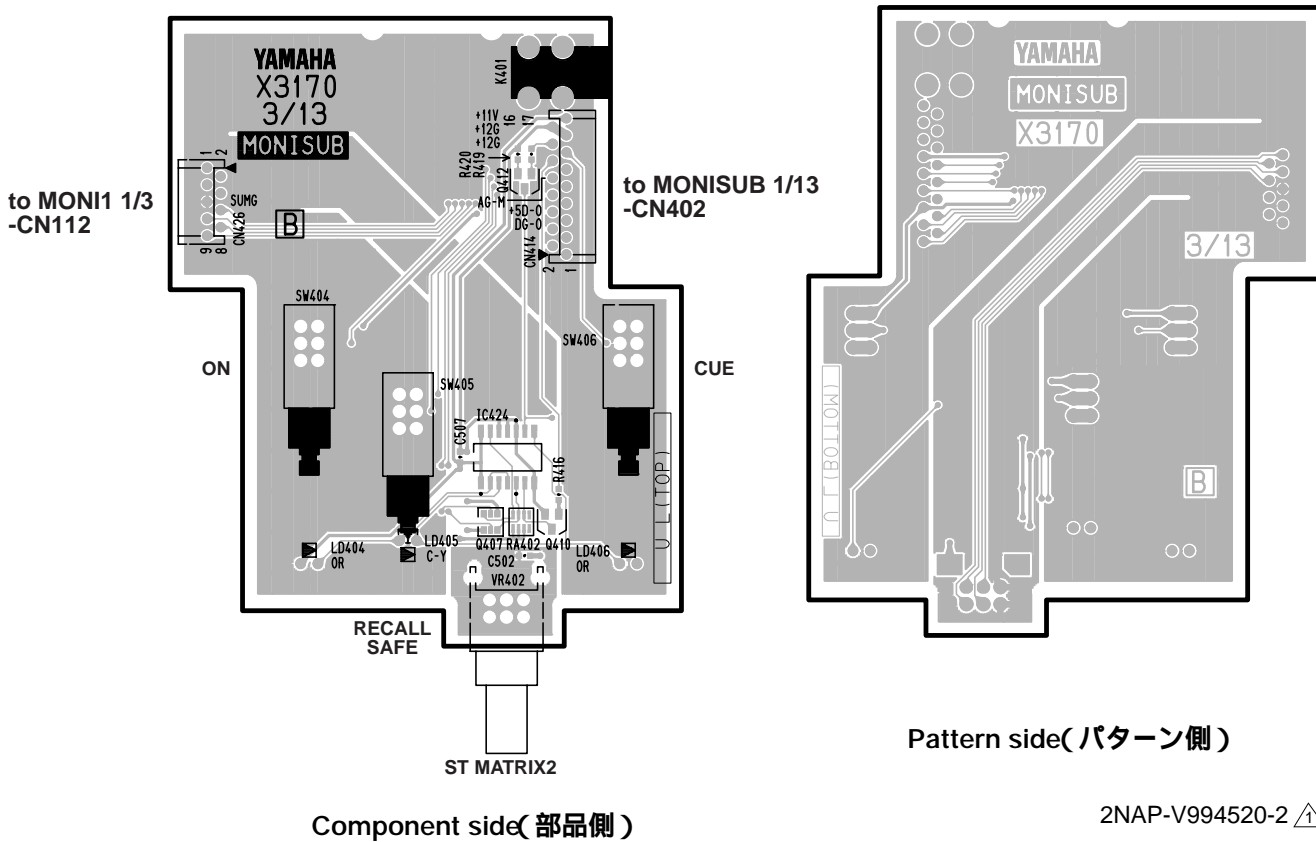 YAMAHA
X3170
3/13
MONISUB
K401
+11V
+12G
+12G
16
17
R420
R419
Q412
AG-M
+5D-O
DG-O
CN414
2
1
to MONI1 1/3
-CN112
1
2
SUMG
CN426
9
8
B
to MONISUB 1/13
-CN402
SW404
ON
SW405
SW406
CUE
IC424
C507
R416
U L(TOP)
LD404
OR
LD405
C-Y
Q407
RA402
Q410
LD406
OR
C502
VR402
RECALL
SAFE
ST MATRIX2
Component side(部品側)
YAMAHA
MONISUB
X3170
3/13
U L(BOTTOM)
B
Pattern side(パターン側)
2NAP-V994520-2 1